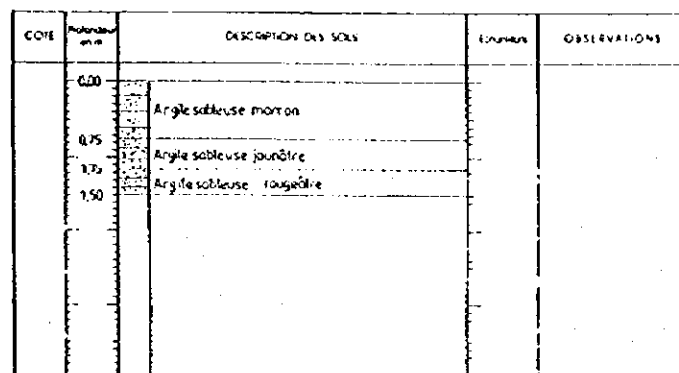 COTE
Profondeur
en m
DESCRIPTION DES SOLS
OBSERVATIONS
0,00
Argile sableuse marron
0,75
Argile sableuse jaunâtre
Argile sableuse rougeâtre
1,50